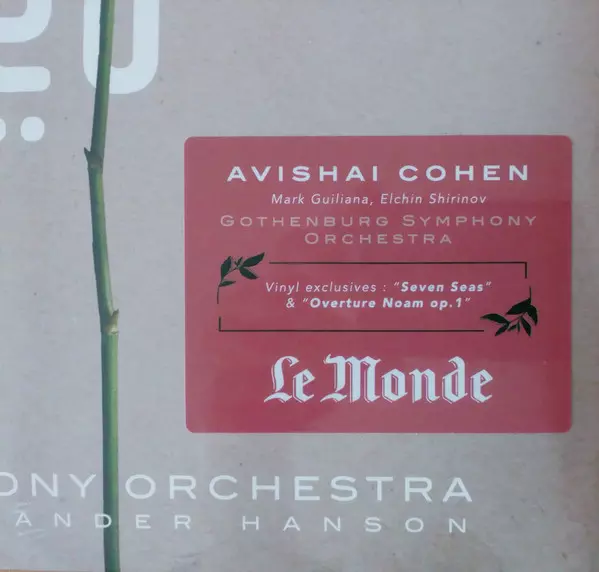 AVISHAI COHEN
Mark Guiliana, Elchin Shirinov
GOTHENBURG SYMPHONY
ORCHESTRA
Vinyl exclusives : “Seven Seas”
& “Overture Noam op.1”
Le Monde
ONY ORCHESTRA
ANDER HANSON